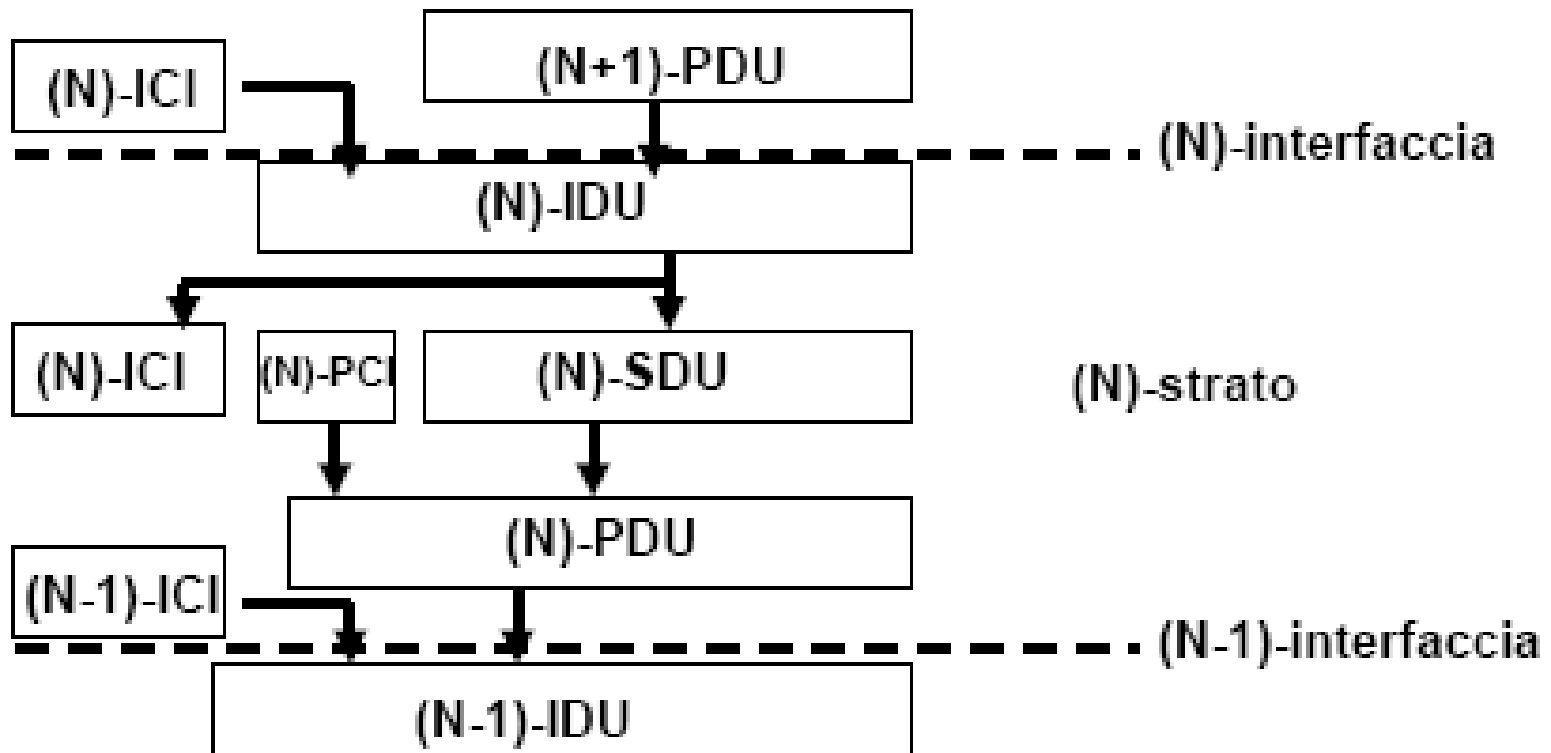 (N)-ICI
(N+1)-PDU
(N)-interfaccia
(N)-IDU
(N)-ICI
(N)-PCI
(N)-SDU
(N)-strato
(N)-PDU
(N-1)-ICI
(N-1)-interfaccia
(N-1)-IDU